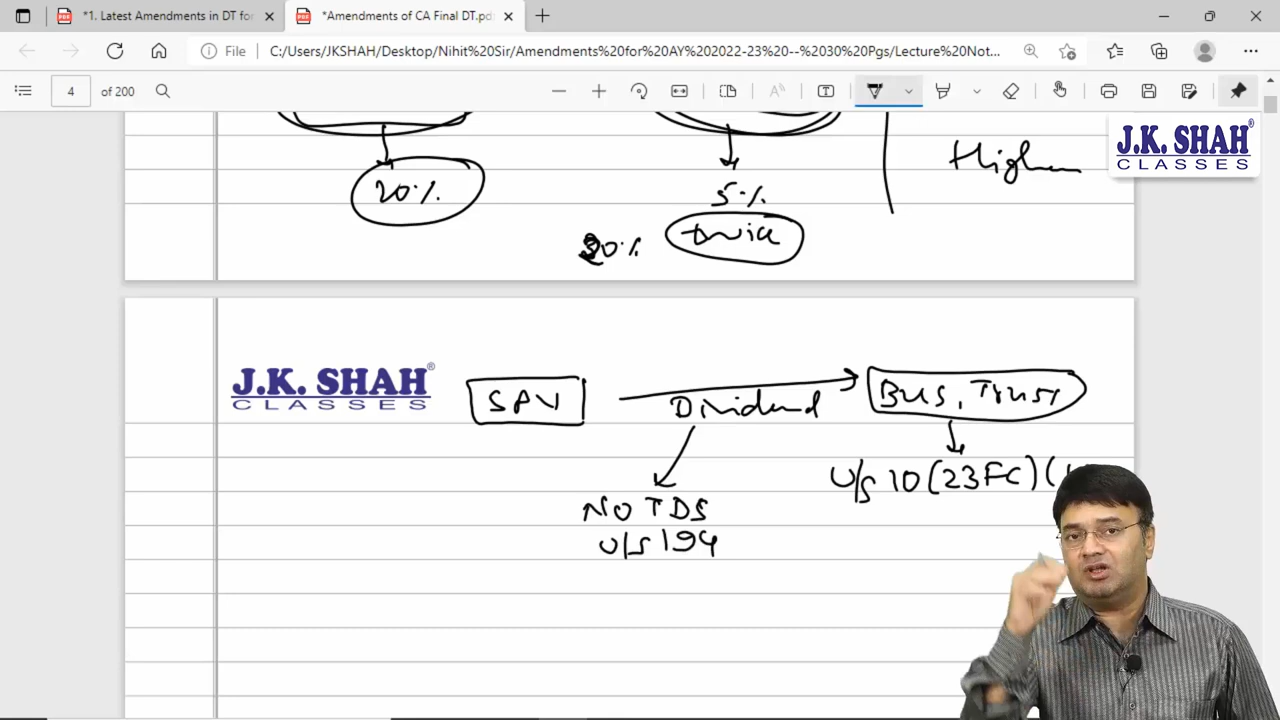 *1. Latest Amendments in DT for
*Amendments of CA Final DT.pd
File
C:/Users/JKSHAH/Desktop/Nihit%20Sir/Amendments%20for%20AY%202022-23%20--%2030%20Pgs/Lecture%20Not...
4 of 200
J.K. SHAH®
CLASSES
Higher
20%
5%
20% twice
J.K. SHAH®
CLASSES
SPV
Dividend
Bus. Trust
U/s 10(23FC)(
NO TDS
U/s 194